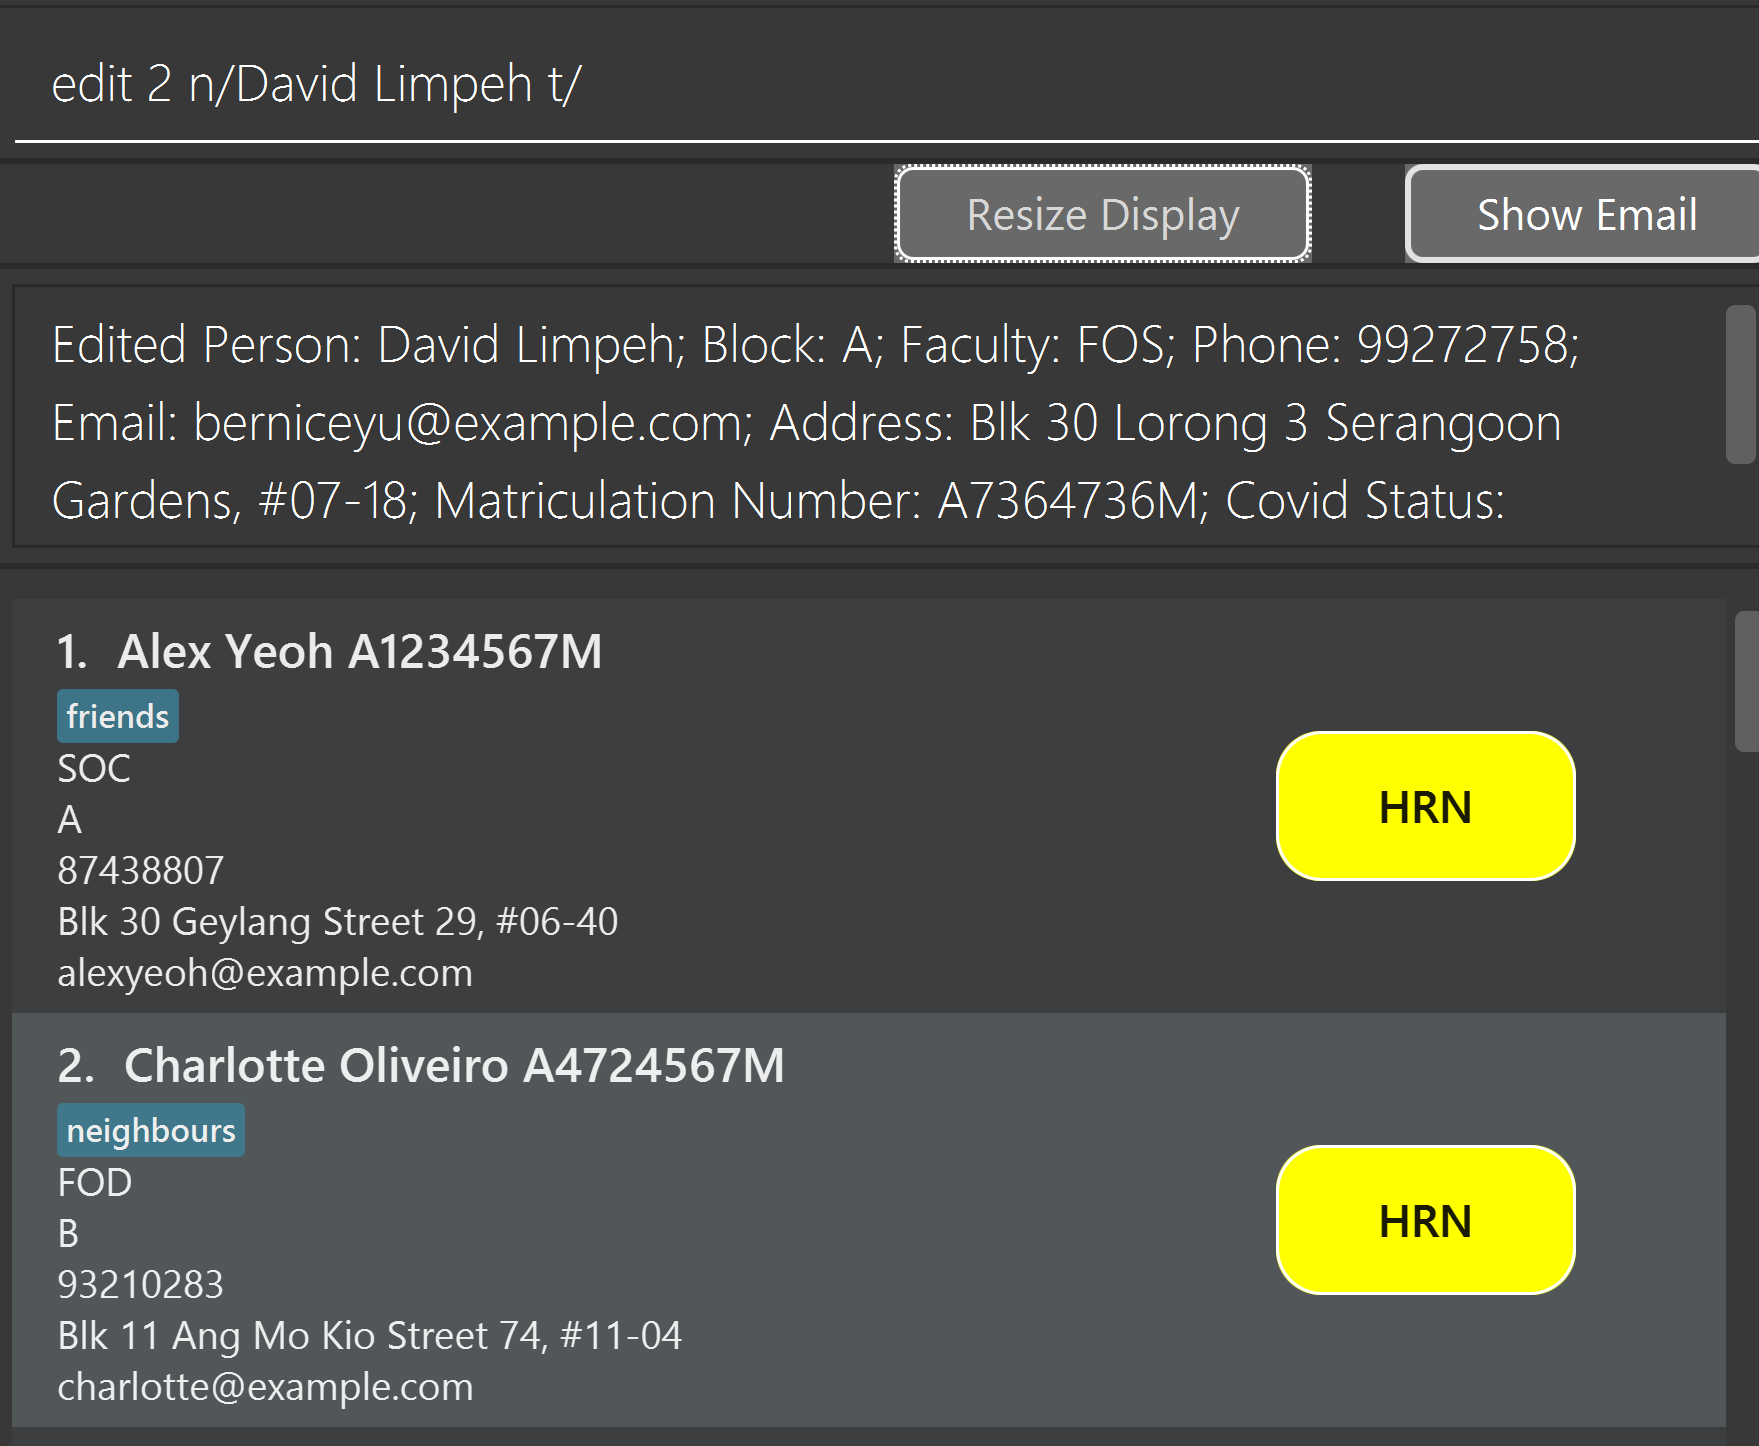 edit 2 n/David Limpeh t/
Resize Display
Show Email
Edited Person: David Limpeh; Block: A; Faculty: FOS; Phone: 99272758;
Email: berniceyu@example.com; Address: Blk 30 Lorong 3 Serangoon
Gardens, #07-18; Matriculation Number: A7364736M; Covid Status:
1. Alex Yeoh A1234567M
friends
SOC
A
87438807
Blk 30 Geylang Street 29, #06-40
alexyeoh@example.com
HRN
2. Charlotte Oliveiro A4724567M
neighbours
FOD
B
93210283
Blk 11 Ang Mo Kio Street 74, #11-04
charlotte@example.com
HRN